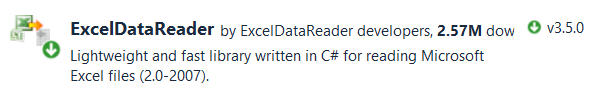 ExcelDataReader by ExcelDataReader developers, 2.57M dow v3.5.0
Lightweight and fast library written in C# for reading Microsoft
Excel files (2.0-2007).